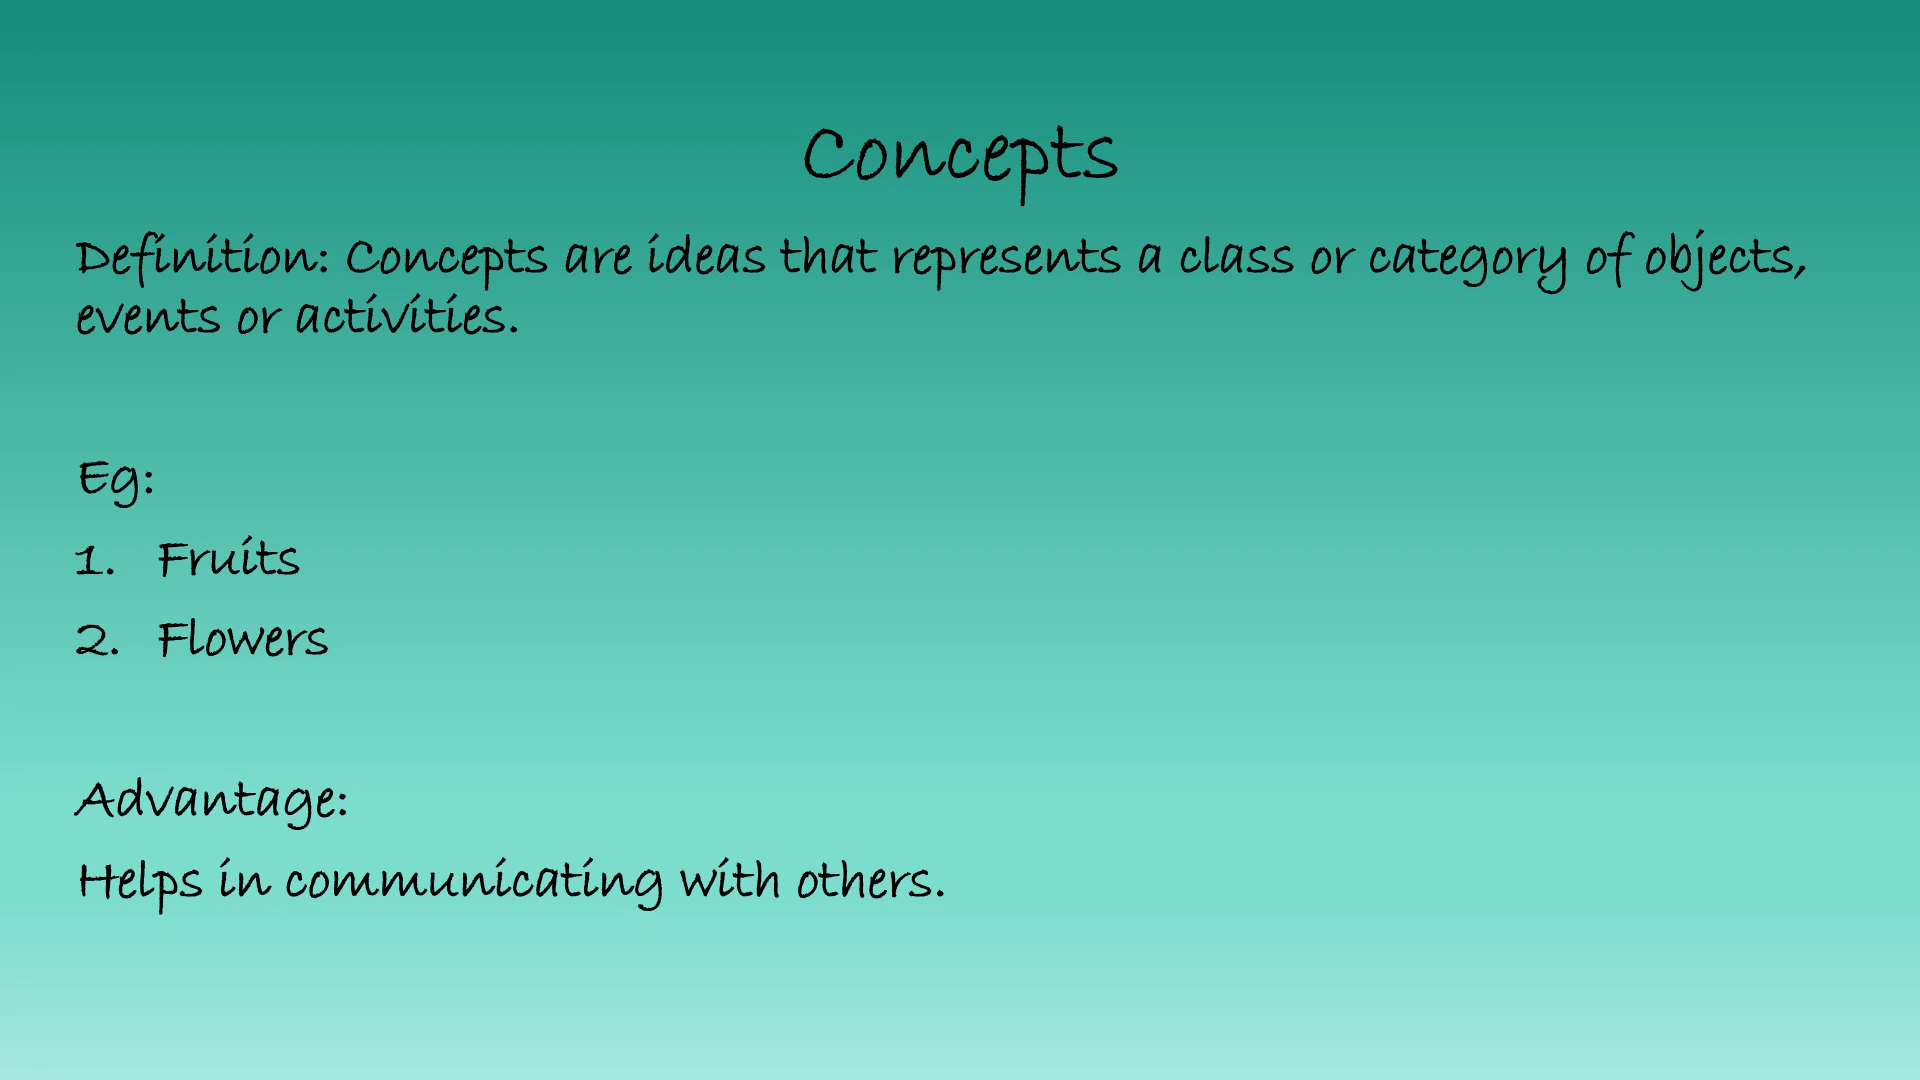 Concepts
Definition: Concepts are ideas that represents a class or category of objects,
events or activities.
Eg:
1. Fruits
2. Flowers
Advantage:
Helps in communicating with others.